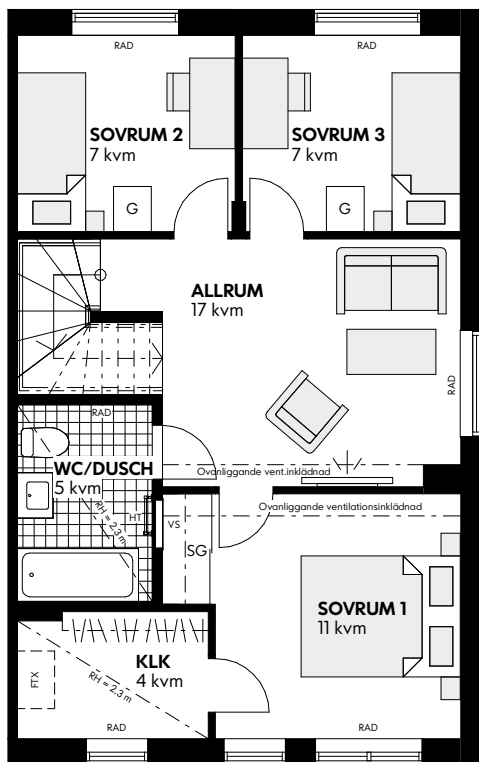 RAD
RAD
SOVRUM 2
7 kvm
SOVRUM 3
7 kvm
G
G
ALLRUM
17 kvm
RAD
RAD
WC/DUSCH
5 kvm
Ovanliggande vent.inklädnad
RH = 2,3 m
HT
VS
Ovanliggande ventilationsinklädnad
SG
SOVRUM 1
11 kvm
KLK
4 kvm
FTX
RH = 2,3 m
RAD
RAD